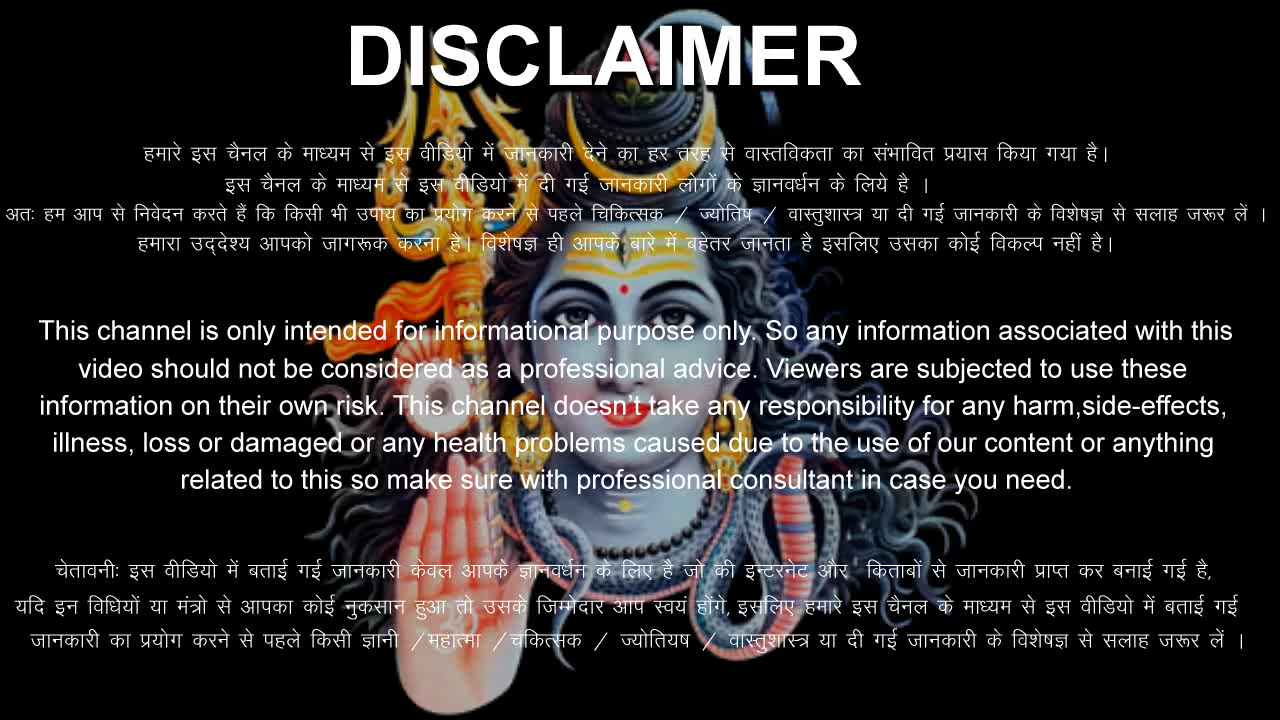 DISCLAIMER
हमारे इस चैनल के माध्यम से इस वीडियो में जानकारी देने का हर तरह से वास्तविकता का संभावित प्रयास किया गया है।
इस चैनल के माध्यम से इस वीडियो में दी गई जानकारी लोगों के ज्ञानवर्धन के लिये है ।
अतः हम आप से निवेदन करते हैं कि किसी भी उपाय का प्रयोग करने से पहले चिकित्सक / ज्योतिष / वास्तुशास्त्र या दी गई जानकारी के विशेषज्ञ से सलाह जरूर लें ।
हमारा उद्देश्य आपको जागरूक करना है। विशेषज्ञ ही आपके बारे में बहेतर जानता है इसलिए उसका कोई विकल्प नहीं है।
This channel is only intended for informational purpose only. So any information associated with this
video should not be considered as a professional advice. Viewers are subjected to use these
information on their own risk. This channel doesn't take any responsibility for any harm,side-effects,
illness, loss or damaged or any health problems caused due to the use of our content or anything
related to this so make sure with professional consultant in case you need.
चेतावनीः इस वीडियो में बताई गई जानकारी केवल आपके ज्ञानवर्धन के लिए है जो की इन्टरनेट और किताबों से जानकारी प्राप्त कर बनाई गई है,
यदि इन विधियों या मंत्रो से आपका कोई नुकसान हुआ तो उसके जिम्मेदार आप स्वयं होंगे, इसलिए हमारे इस चैनल के माध्यम से इस वीडियो में बताई गई
जानकारी का प्रयोग करने से पहले किसी ज्ञानी /महात्मा /चंकित्सक / ज्योतियष / वास्तुशास्त्र या दी गई जानकारी के विशेषज्ञ से सलाह जरूर लें ।